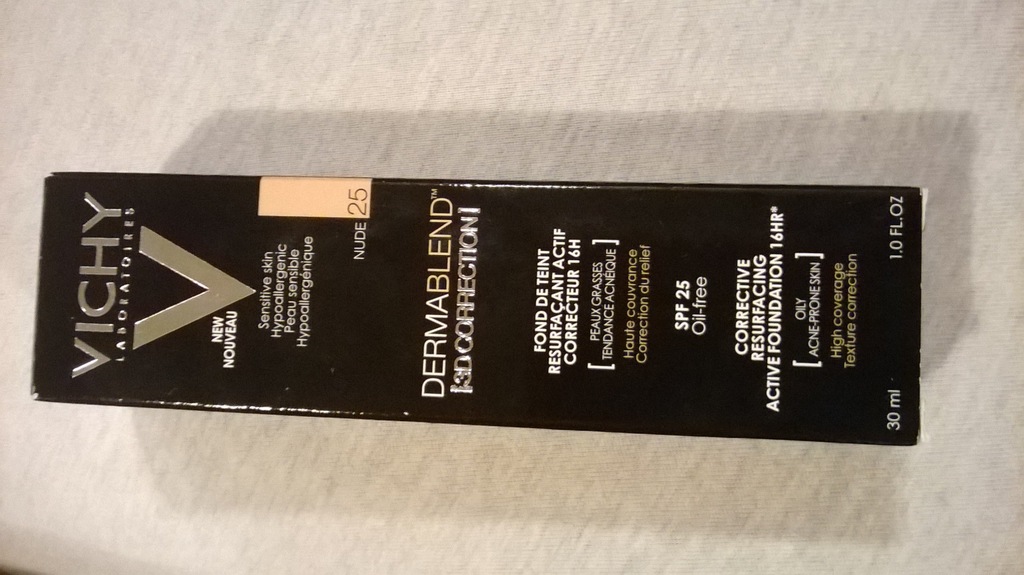 VICHY
LABORATOIRES
NEW
NOUVEAU
Sensitive skin
Hypoallergenic
Peau sensible
Hypoallergénique
NUDE 25
DERMABLEND™
[3D CORRECTION]
FOND DE TEINT
RESURFAÇANT ACTIF
CORRECTEUR 16H
[ PEAUX GRASSES
TENDANCE ACNÉIQUE ]
Haute couvrance
Correction du relief
SPF 25
Oil-free
CORRECTIVE
RESURFACING
ACTIVE FOUNDATION 16HR*
[ OILY
ACNE-PRONE SKIN ]
High coverage
Texture correction
30 ml 1.0 FL.OZ